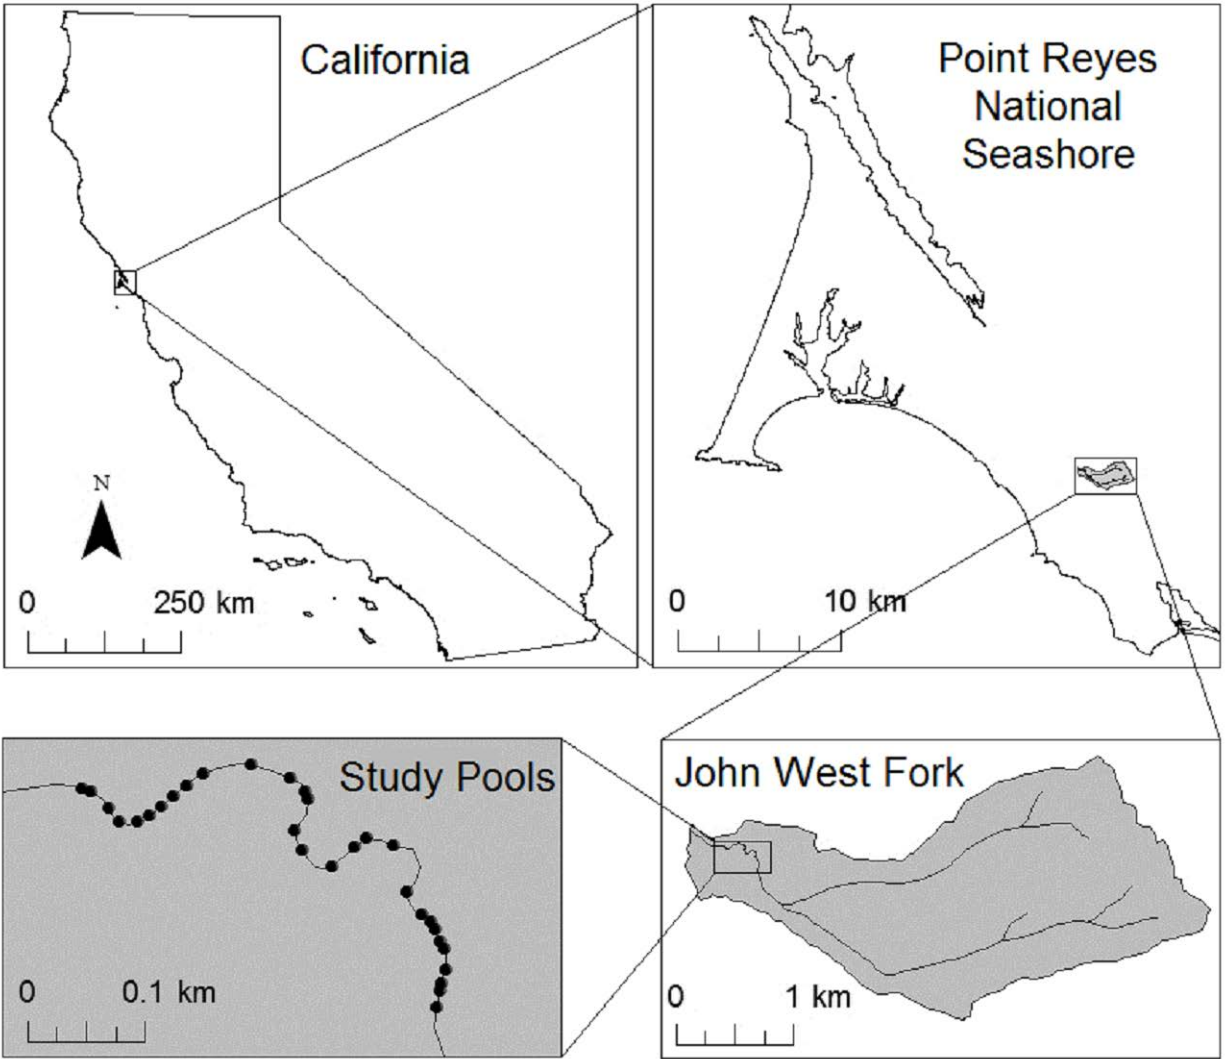 California
N
0 250 km
Point Reyes
National
Seashore
0 10 km
Study Pools
0 0.1 km
John West Fork
0 1 km